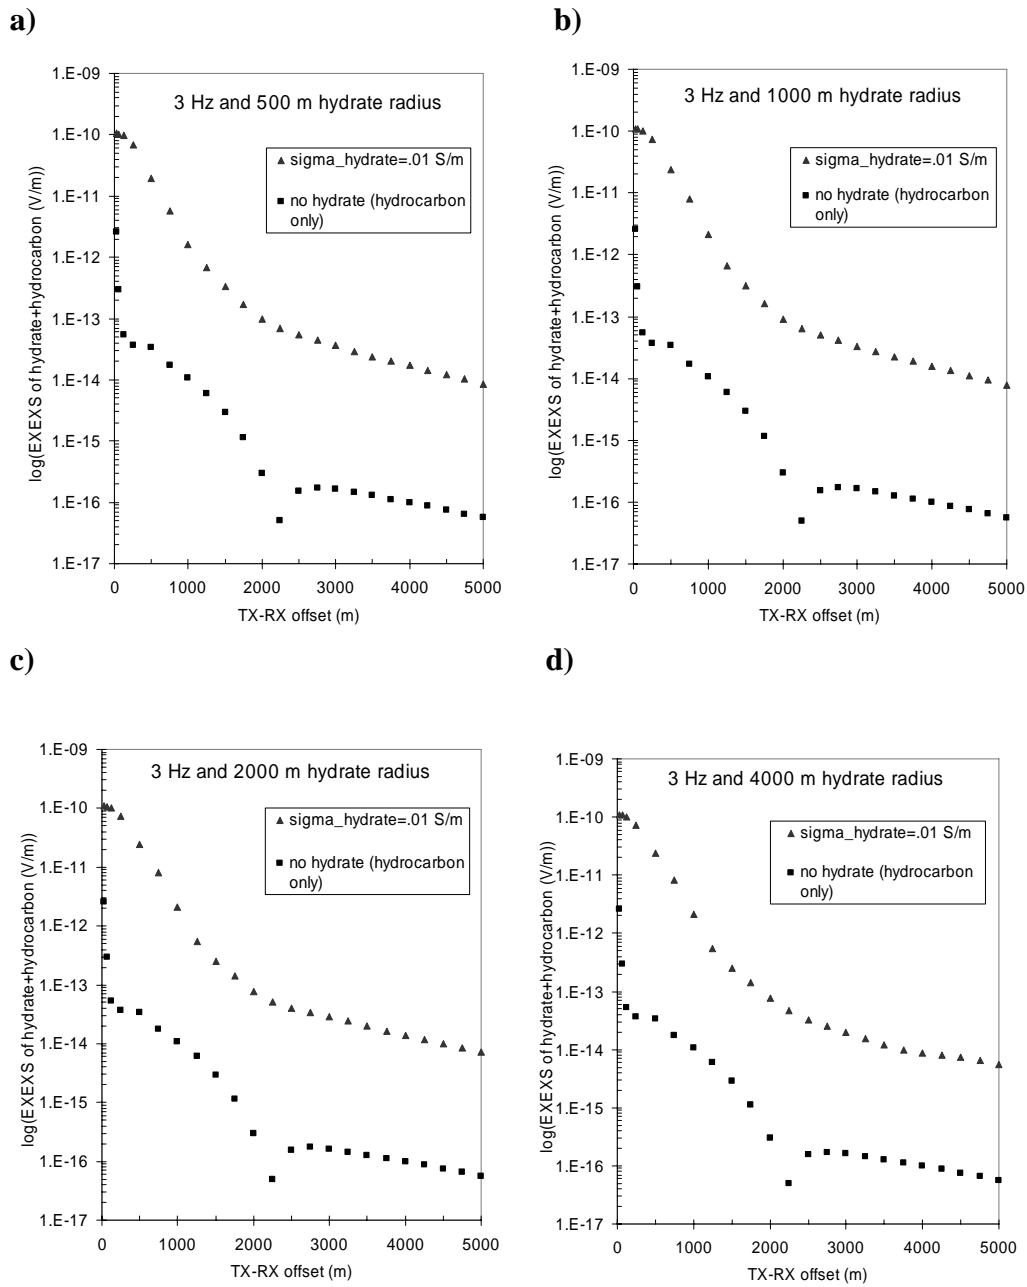 a)
3 Hz and 500 m hydrate radius
sigma_hydrate=.01 S/m
no hydrate (hydrocarbon
only)
log(EXEXS of hydrate+hydrocarbon (V/m))
1.E-09
1.E-10
1.E-11
1.E-12
1.E-13
1.E-14
1.E-15
1.E-16
1.E-17
0 1000 2000 3000 4000 5000
TX-RX offset (m)
b)
3 Hz and 1000 m hydrate radius
sigma_hydrate=.01 S/m
no hydrate (hydrocarbon
only)
log(EXEXS of hydrate+hydrocarbon (V/m))
1.E-09
1.E-10
1.E-11
1.E-12
1.E-13
1.E-14
1.E-15
1.E-16
1.E-17
0 1000 2000 3000 4000 5000
TX-RX offset (m)
c)
3 Hz and 2000 m hydrate radius
sigma_hydrate=.01 S/m
no hydrate (hydrocarbon
only)
log(EXEXS of hydrate+hydrocarbon (V/m))
1.E-09
1.E-10
1.E-11
1.E-12
1.E-13
1.E-14
1.E-15
1.E-16
1.E-17
0 1000 2000 3000 4000 5000
TX-RX offset (m)
d)
3 Hz and 4000 m hydrate radius
sigma_hydrate=.01 S/m
no hydrate (hydrocarbon
only)
log(EXEXS of hydrate+hydrocarbon (V/m))
1.E-09
1.E-10
1.E-11
1.E-12
1.E-13
1.E-14
1.E-15
1.E-16
1.E-17
0 1000 2000 3000 4000 5000
TX-RX offset (m)